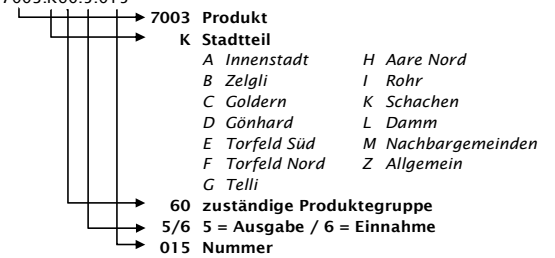 7003 Produkt
K Stadtteil
A Innenstadt H Aare Nord
B Zelgli I Rohr
C Goldern K Schachen
D Gönhard L Damm
E Torfeld Süd M Nachbargemeinden
F Torfeld Nord Z Allgemein
G Telli
60 zuständige Produktegruppe
5/6 5 = Ausgabe / 6 = Einnahme
015 Nummer